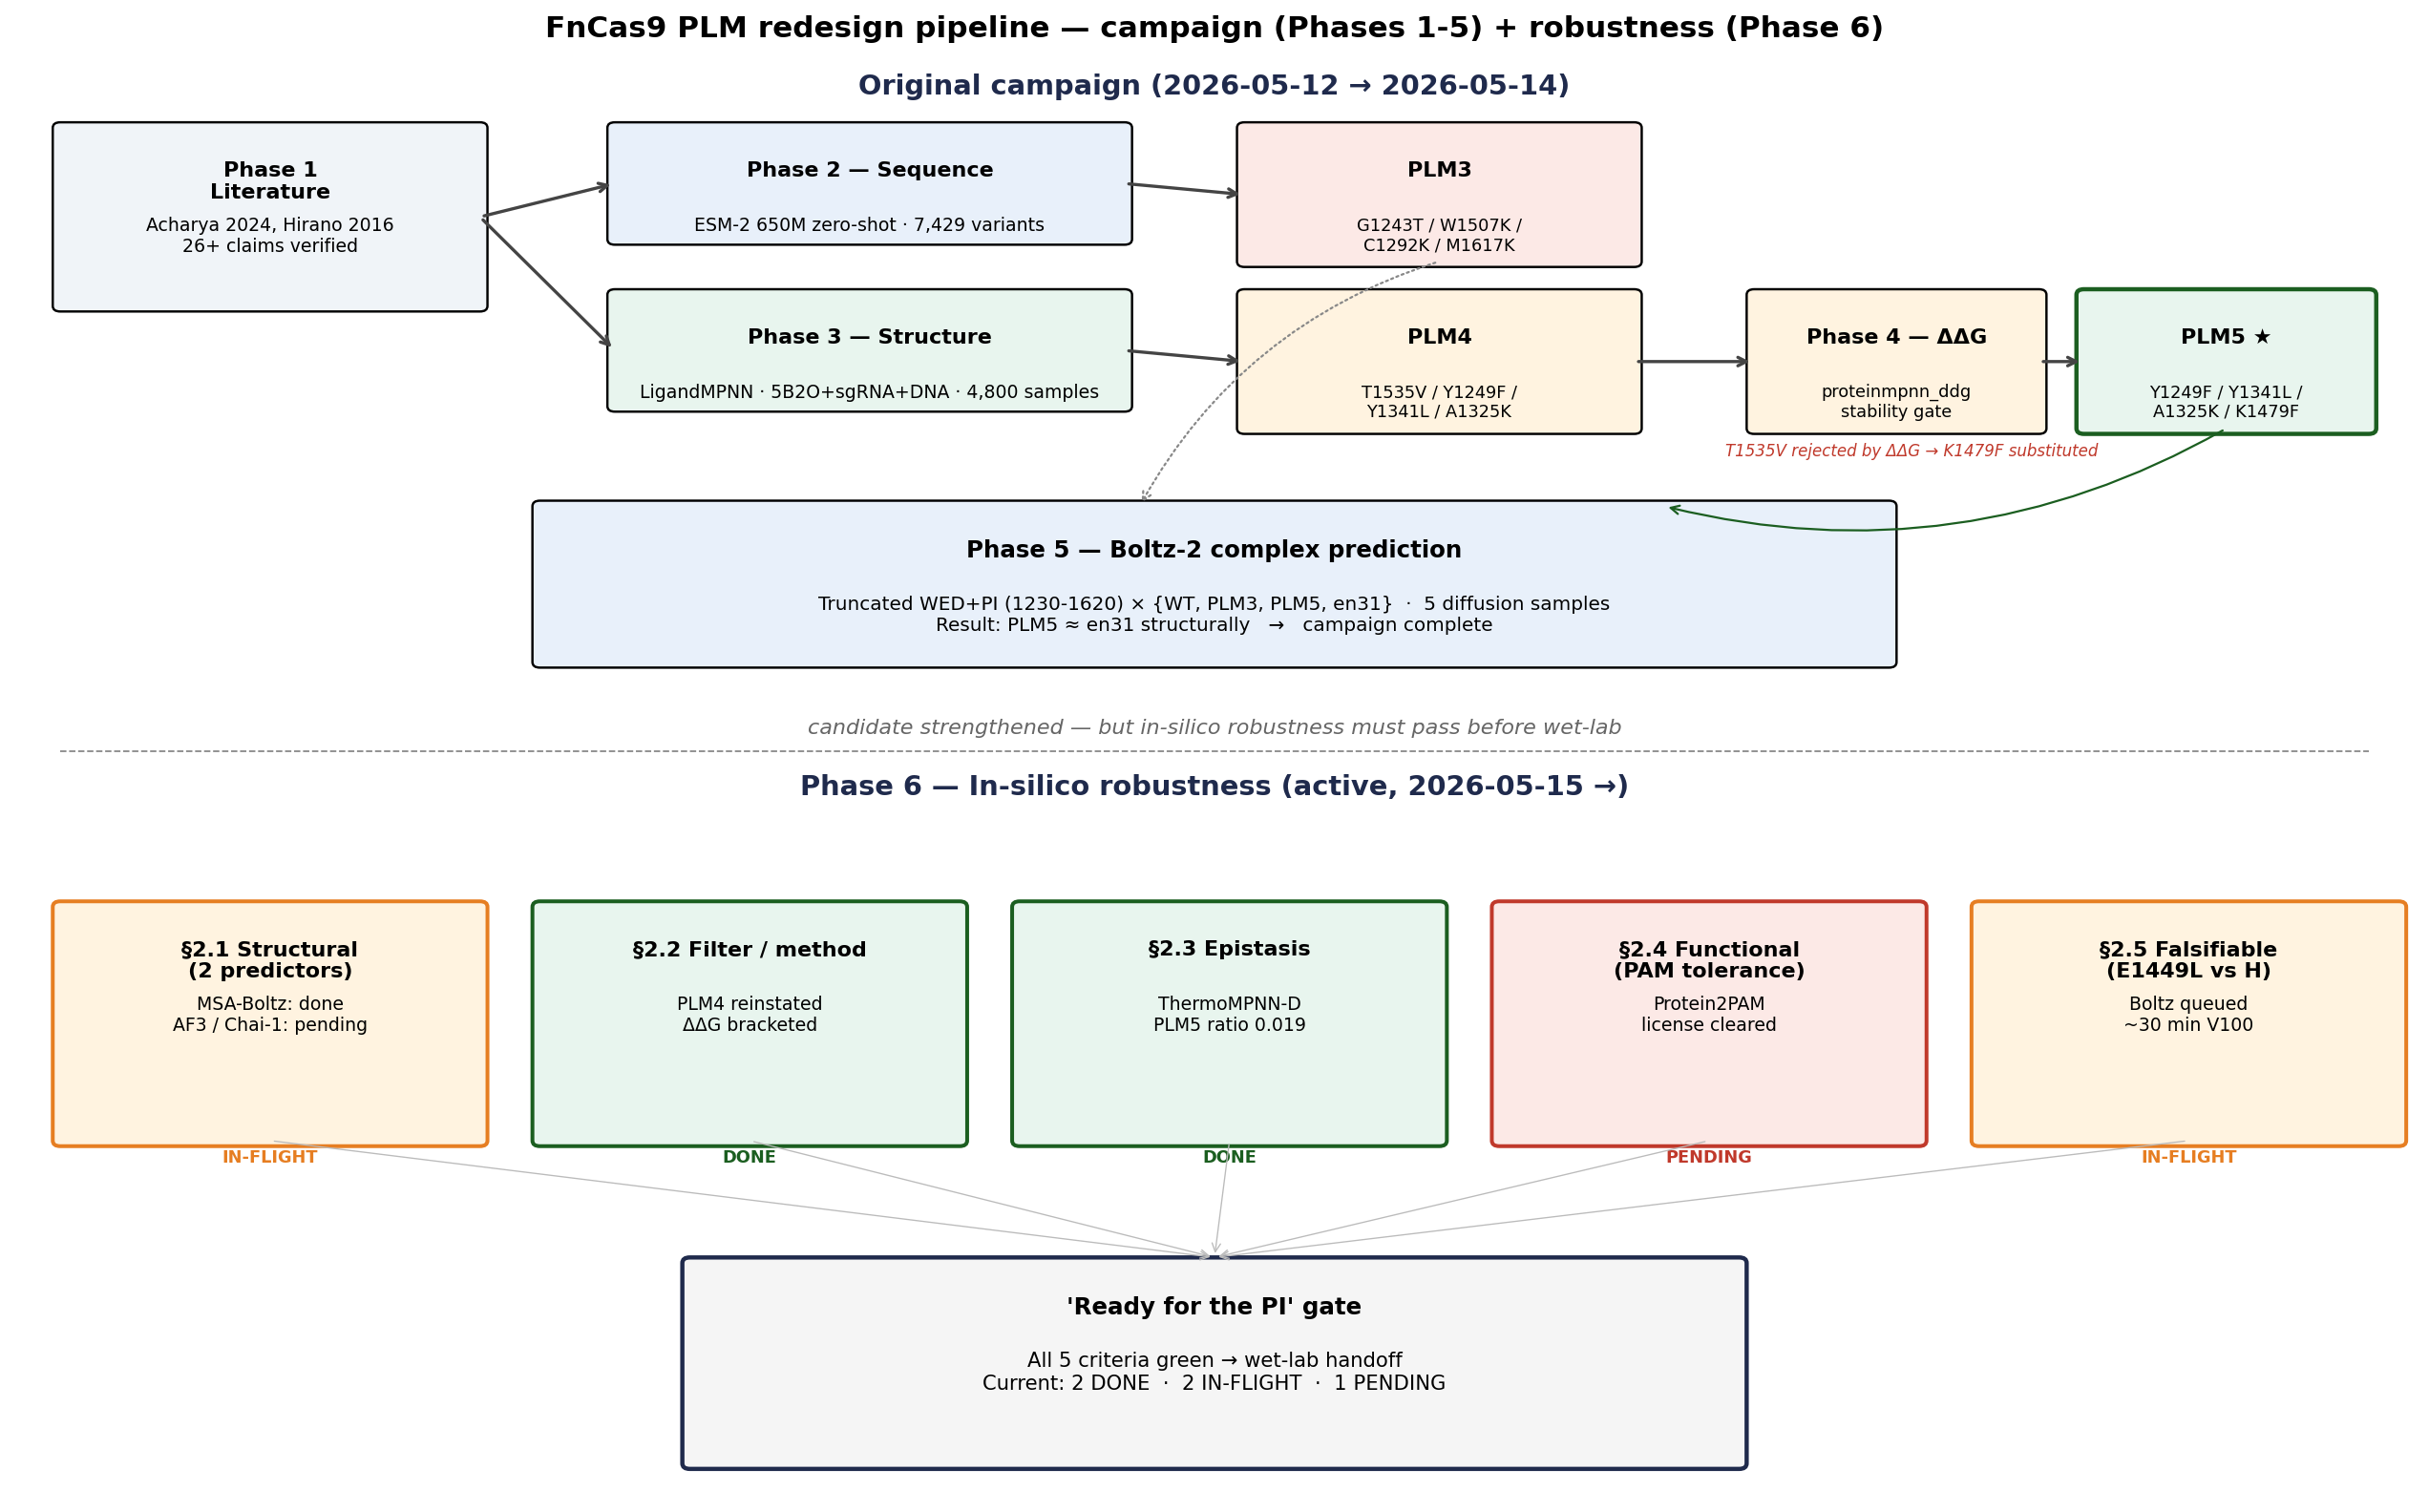 FnCas9 PLM redesign pipeline — campaign (Phases 1-5) + robustness (Phase 6)
Original campaign (2026-05-12 → 2026-05-14)
Phase 1
Literature
Acharya 2024, Hirano 2016
26+ claims verified
Phase 2 — Sequence
ESM-2 650M zero-shot · 7,429 variants
PLM3
G1243T / W1507K /
C1292K / M1617K
Phase 3 — Structure
LigandMPNN · 5B2O+sgRNA+DNA · 4,800 samples
PLM4
T1535V / Y1249F /
Y1341L / A1325K
Phase 4 — ΔΔG
proteinmpnn_ddg
stability gate
PLM5 ★
Y1249F / Y1341L /
A1325K / K1479F
T1535V rejected by ΔΔG → K1479F substituted
Phase 5 — Boltz-2 complex prediction
Truncated WED+PI (1230-1620) × {WT, PLM3, PLM5, en31} · 5 diffusion samples
Result: PLM5 ≈ en31 structurally → campaign complete
candidate strengthened — but in-silico robustness must pass before wet-lab
Phase 6 — In-silico robustness (active, 2026-05-15 →)
§2.1 Structural
(2 predictors)
MSA-Boltz: done
AF3 / Chai-1: pending
IN-FLIGHT
§2.2 Filter / method
PLM4 reinstated
ΔΔG bracketed
DONE
§2.3 Epistasis
ThermoMPNN-D
PLM5 ratio 0.019
DONE
§2.4 Functional
(PAM tolerance)
Protein2PAM
license cleared
PENDING
§2.5 Falsifiable
(E1449L vs H)
Boltz queued
~30 min V100
IN-FLIGHT
'Ready for the PI' gate
All 5 criteria green → wet-lab handoff
Current: 2 DONE · 2 IN-FLIGHT · 1 PENDING